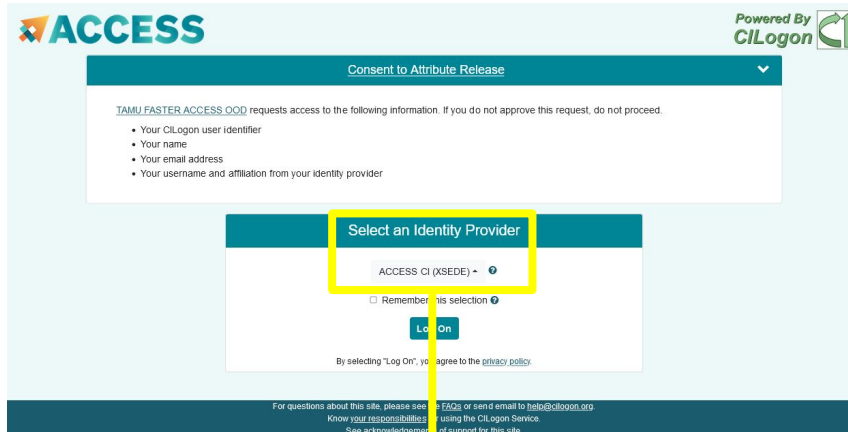 ACCESS
Powered By
CILogon
Consent to Attribute Release
TAMU FASTER ACCESS OOD requests access to the following information. If you do not approve this request, do not proceed.
• Your CILogon user identifier
• Your name
• Your email address
• Your username and affiliation from your identity provider
Select an Identity Provider
ACCESS CI (XSEDE)
Remember this selection
Log On
By selecting "Log On", you agree to the privacy policy.
For questions about this site, please see the FAQs or send email to help@cilogon.org.
Know your responsibilities for using the CILogon Service.
See acknowledgements of support for this site.